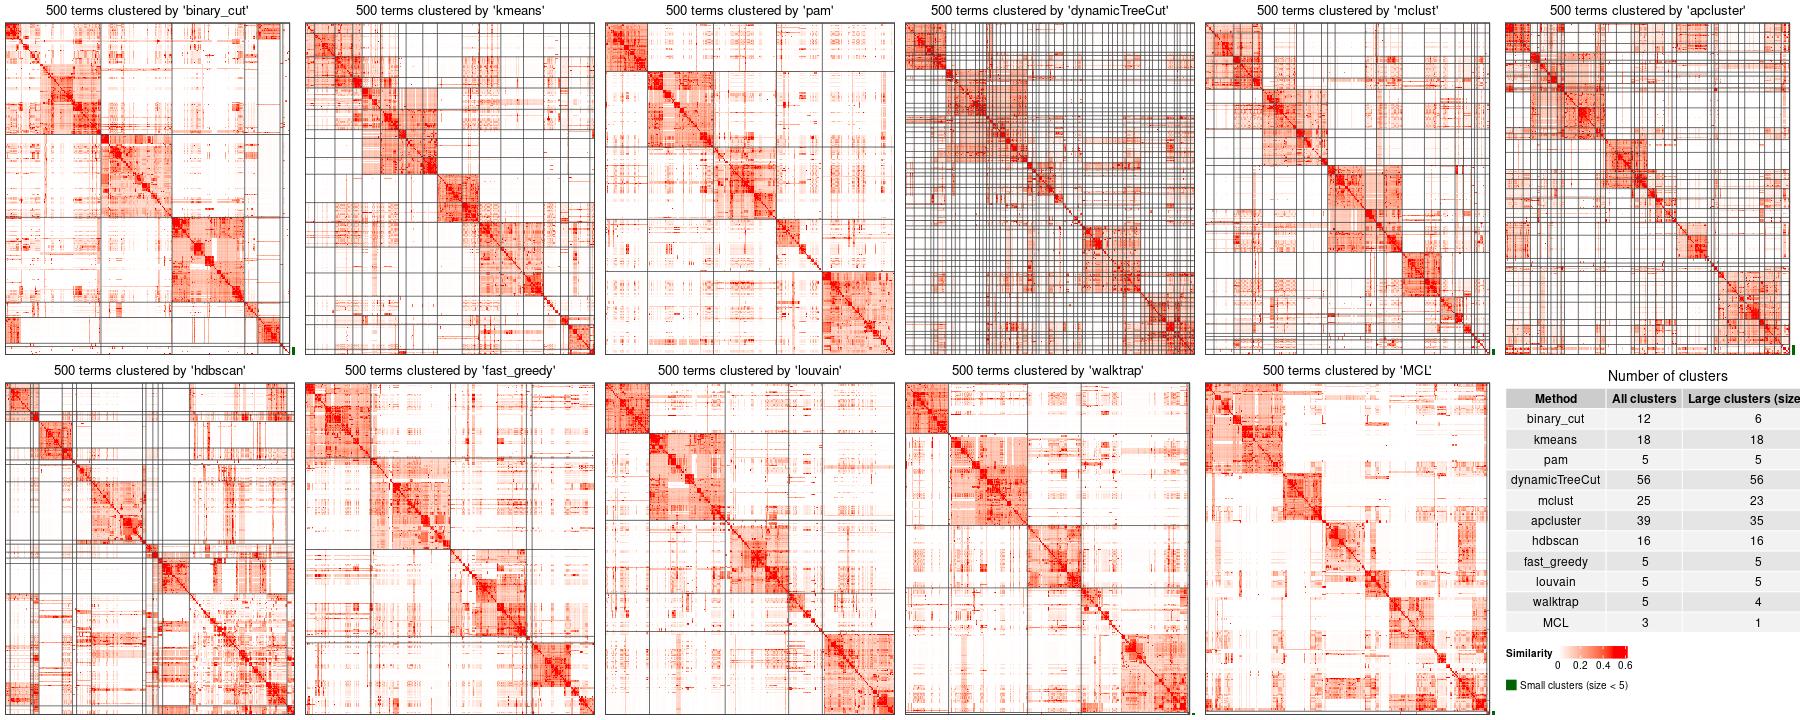 500 terms clustered by 'binary_cut'
500 terms clustered by 'kmeans'
500 terms clustered by 'pam'
500 terms clustered by 'dynamicTreeCut'
500 terms clustered by 'mclust'
500 terms clustered by 'apcluster'
500 terms clustered by 'hdbscan'
500 terms clustered by 'fast_greedy'
500 terms clustered by 'louvain'
500 terms clustered by 'walktrap'
500 terms clustered by 'MCL'
Number of clusters
Method All clusters Large clusters (size
binary_cut 12 6
kmeans 18 18
pam 5 5
dynamicTreeCut 56 56
mclust 25 23
apcluster 39 35
hdbscan 16 16
fast_greedy 5 5
louvain 5 5
walktrap 5 4
MCL 3 1
Similarity
0 0.2 0.4 0.6
Small clusters (size < 5)